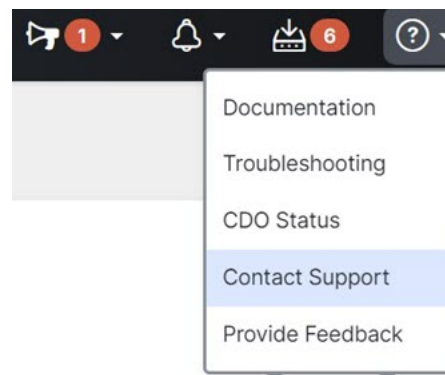 1
6
?
Documentation
Troubleshooting
CDO Status
Contact Support
Provide Feedback